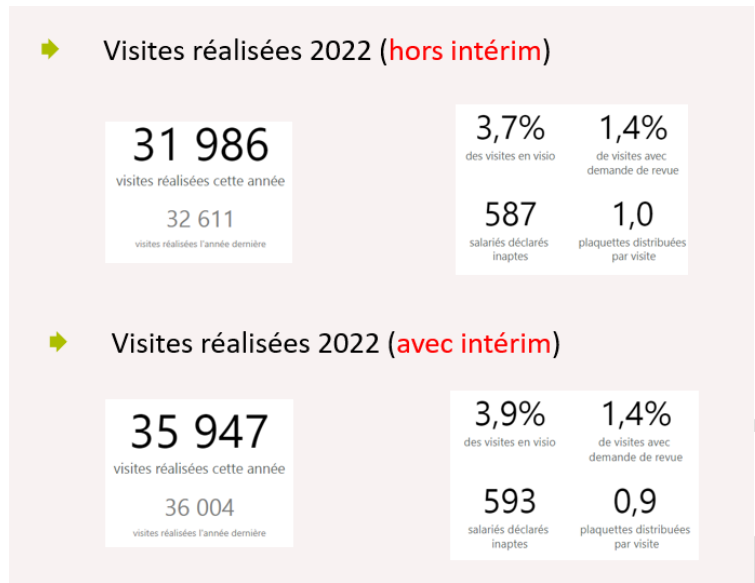 Visites réalisées 2022 (hors intérim)
31 986
visites réalisées cette année
32 611
visites réalisées l'année dernière
3,7%
des visites en visio
1,4%
de visites avec
demande de revue
587
salariés déclarés
inaptes
1,0
plaquettes distribuées
par visite
Visites réalisées 2022 (avec intérim)
35 947
visites réalisées cette année
36 004
visites réalisées l'année dernière
3,9%
des visites en visio
1,4%
de visites avec
demande de revue
593
salariés déclarés
inaptes
0,9
plaquettes distribuées
par visite